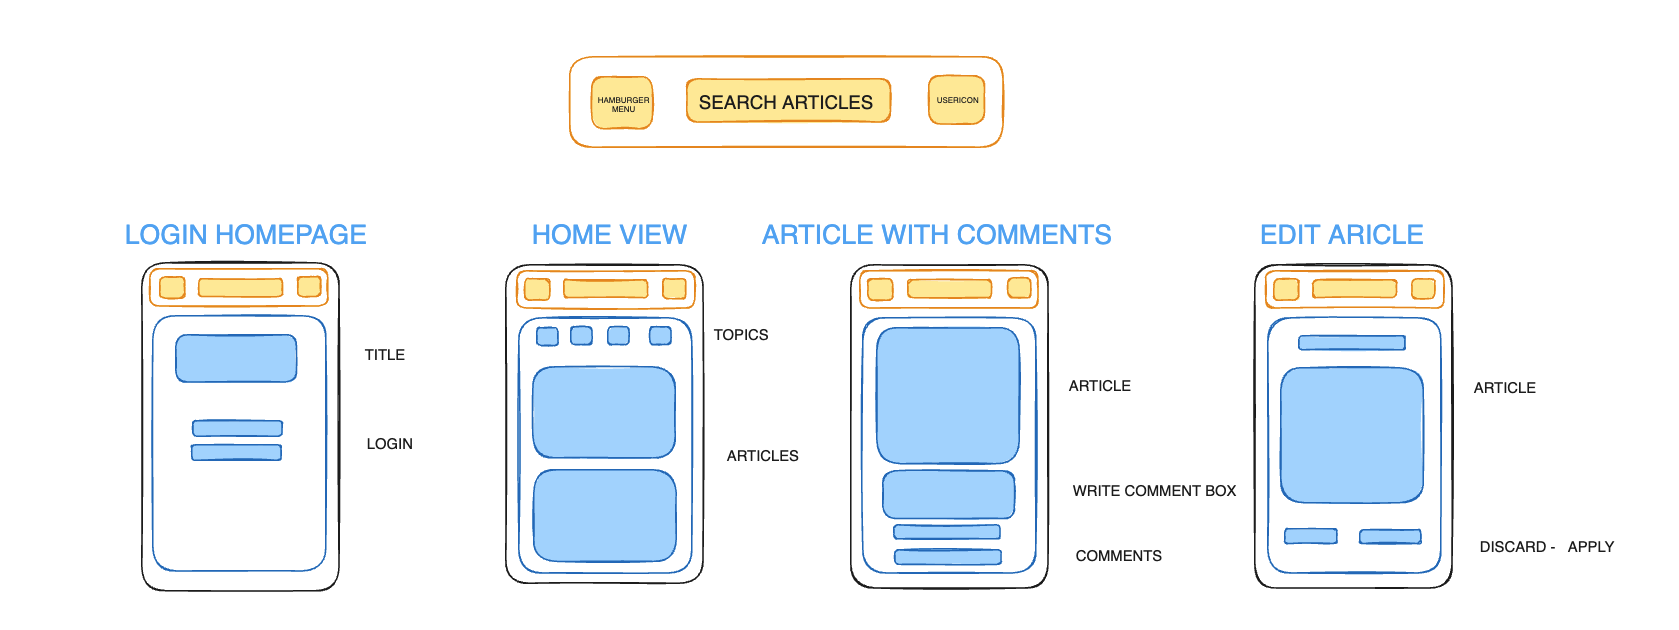 HAMBURGER
MENU
SEARCH ARTICLES
USERICON
LOGIN HOMEPAGE
HOME VIEW
ARTICLE WITH COMMENTS
EDIT ARICLE
TITLE
LOGIN
TOPICS
ARTICLES
ARTICLE
WRITE COMMENT BOX
COMMENTS
ARTICLE
DISCARD - APPLY